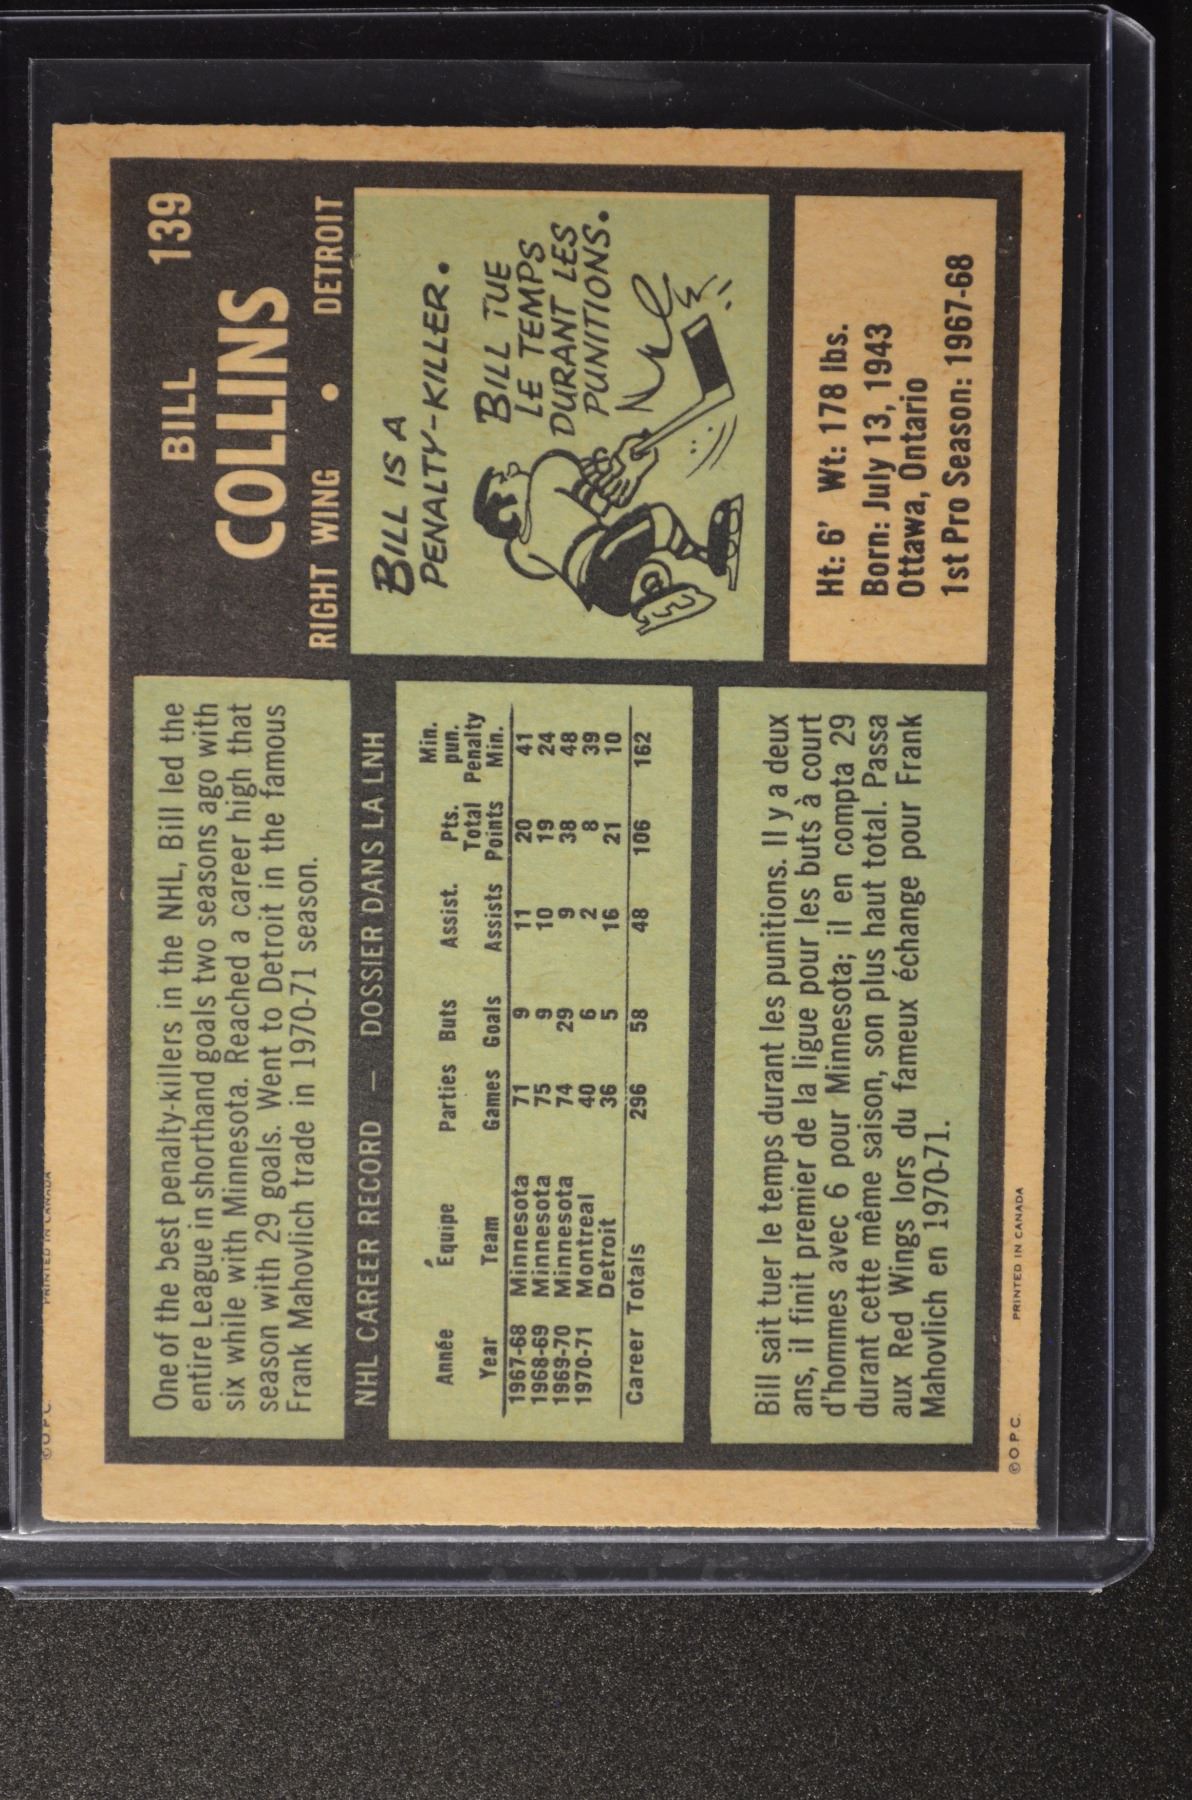 ©O.P.C. PRINTED IN CANADA
One of the best penalty-killers in the NHL, Bill led the
entire League in shorthand goals two seasons ago with
six while with Minnesota. Reached a career high that
season with 29 goals. Went to Detroit in the famous
Frank Mahovlich trade in 1970-71 season.
BILL 139
COLLINS
RIGHT WING • DETROIT
NHL CAREER RECORD — DOSSIER DANS LA LNH
Année Équipe Parties Buts Assist. Pts. Min. pun.
Year Team Games Goals Assists Total Points Penalty Min.
1967-68 Minnesota 71 9 11 20 41
1968-69 Minnesota 75 9 10 19 24
1969-70 Minnesota 74 29 9 38 48
1970-71 Montreal 40 6 2 8 39
Detroit 36 5 16 21 10
Career Totals 296 58 48 106 162
BILL IS A
PENALTY-KILLER.
BILL TUE
LE TEMPS
DURANT LES
PUNITIONS.
Bill sait tuer le temps durant les punitions. Il y a deux
ans, il finit premier de la ligue pour les buts à court
d'hommes avec 6 pour Minnesota; il en compta 29
durant cette même saison, son plus haut total. Passa
aux Red Wings lors du fameux échange pour Frank
Mahovlich en 1970-71.
Ht: 6' Wt: 178 lbs.
Born: July 13, 1943
Ottawa, Ontario
1st Pro Season: 1967-68
©O.P.C. PRINTED IN CANADA